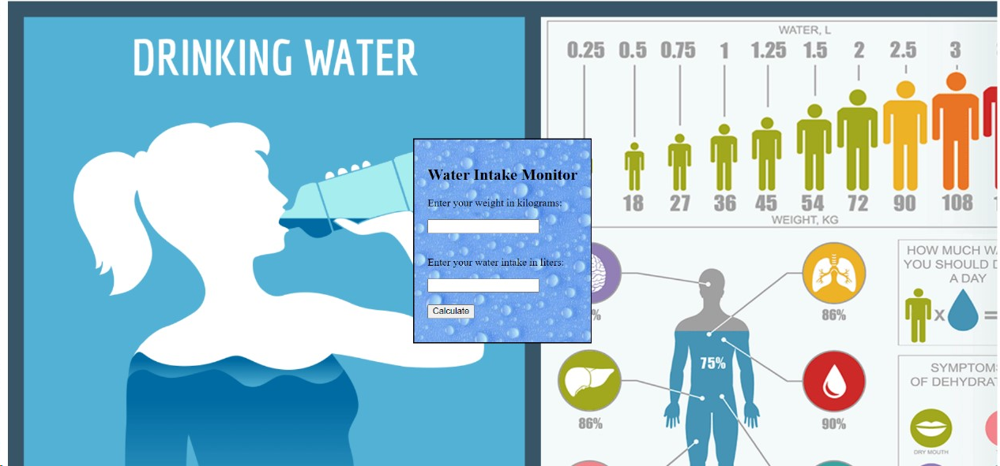 DRINKING WATER
WATER, L
0.25 0.5 0.75 1 1.25 1.5 2 2.5 3
18 27 36 45 54 72 90 108
WEIGHT, KG
Water Intake Monitor
Enter your weight in kilograms:
Enter your water intake in liters:
Calculate
%
86%
75%
86%
90%
HOW MUCH
YOU SHOULD
A DAY
X =
SYMPTOMS
OF
DRY MOUTH